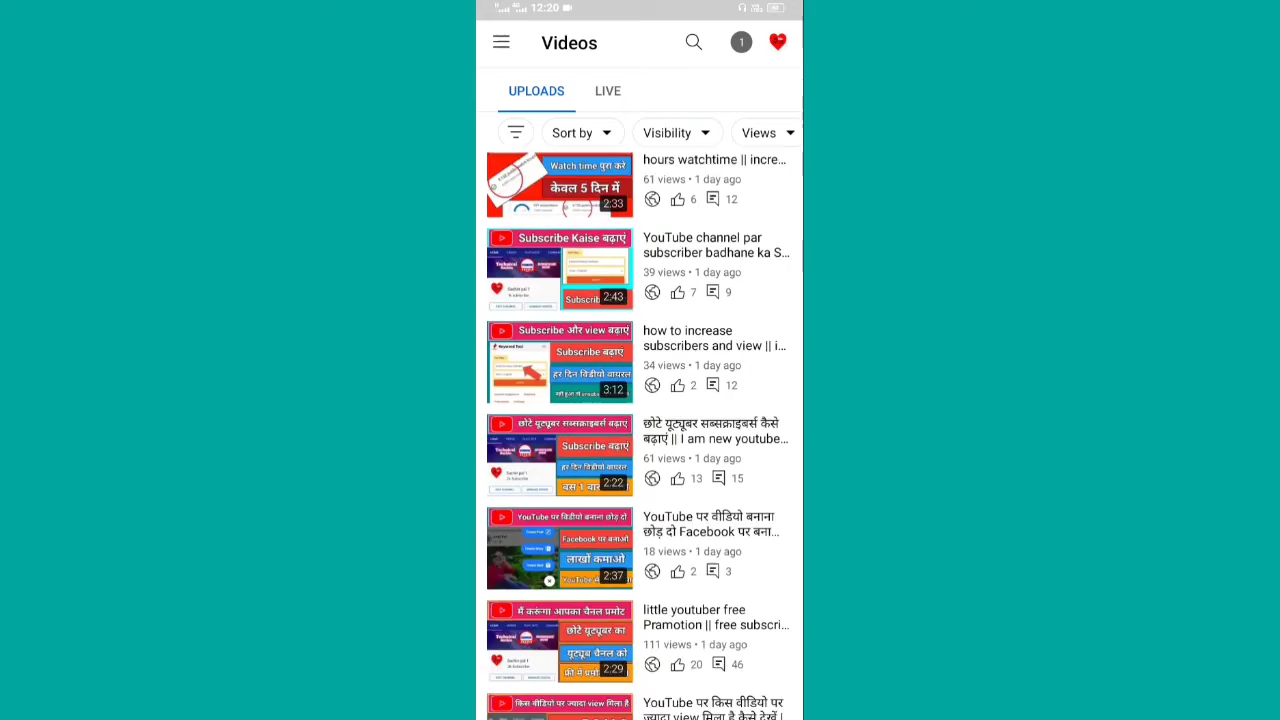 12:20
Videos
1
UPLOADS
LIVE
Sort by
Visibility
Views
Watch time पुरा करे
केवल 5 दिन में
2:33
hours watchtime || incre...
61 views • 1 day ago
6
12
Subscribe Kaise बढ़ाएं
2:43
YouTube channel par
subscriber badhane ka S...
39 views • 1 day ago
7
9
Subscribe और view बढ़ाएं
Keyword Tool
Subscribe बढ़ाए
हर दिन विडीयो वायरल
3:12
how to increase
subscribers and view || i...
34 views • 1 day ago
2
12
छोटे यूट्यूबर सब्सक्राइबर्स बढ़ाए
Subscribe बढ़ाएं
हर दिन विडीयो वायरल
2:22
छोटे यूट्यूबर सब्सक्राइबर्स कैसे
बढ़ाएं || I am new youtube...
61 views • 1 day ago
13
15
YouTube पर विडीयो बनाना छोड़ दो
Facebook पर बनाओ
लाखों कमाओ
2:37
YouTube पर वीडियो बनाना
छोड़ दो Facebook पर बना...
18 views • 1 day ago
2
3
मैं करूंगा आपका चैनल प्रमोट
छोटे यूट्यूबर का
यूट्यूब चैनल को
2:29
little youtuber free
Pramotion || free subscri...
111 views • 1 day ago
20
46
किस वीडियो पर ज्यादा view मिला है
YouTube पर किस वीडियो पर
ज्यादा view मिला है कैसे देखें |